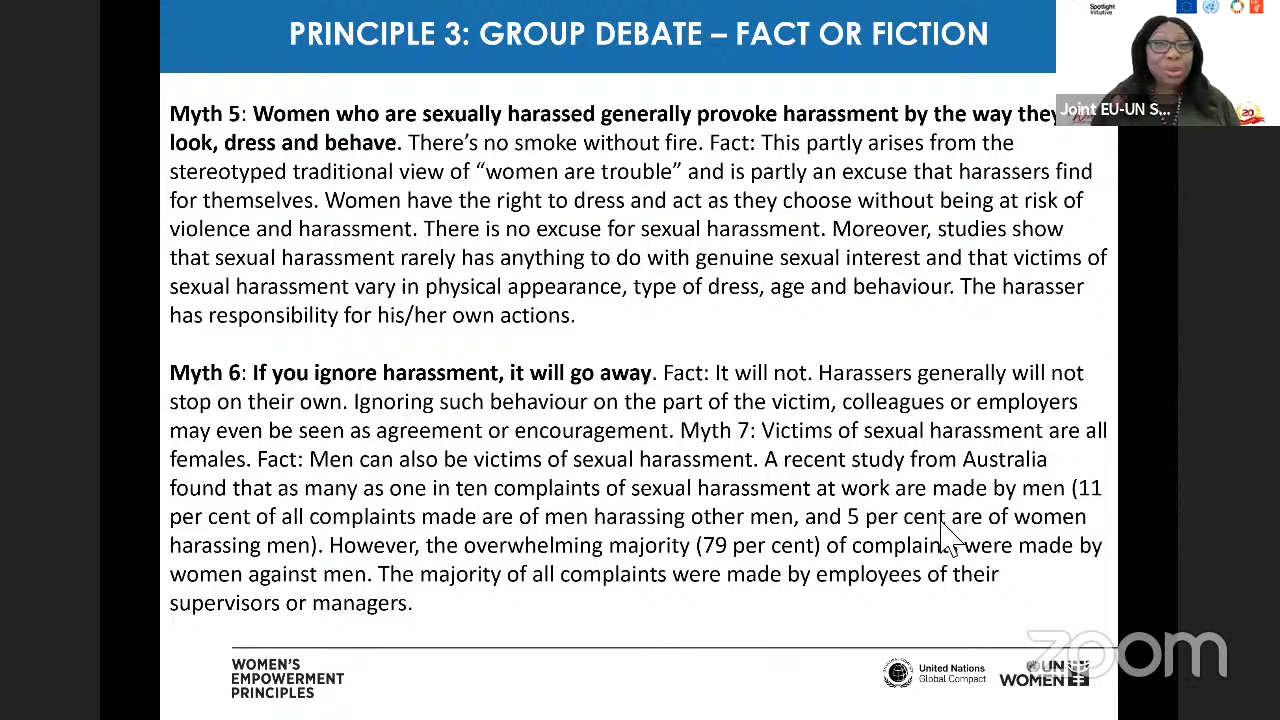 PRINCIPLE 3: GROUP DEBATE – FACT OR FICTION
Spotlight
Initiative
Joint EU-UN S...
20
Myth 5: Women who are sexually harassed generally provoke harassment by the way they
look, dress and behave. There's no smoke without fire. Fact: This partly arises from the
stereotyped traditional view of “women are trouble” and is partly an excuse that harassers find
for themselves. Women have the right to dress and act as they choose without being at risk of
violence and harassment. There is no excuse for sexual harassment. Moreover, studies show
that sexual harassment rarely has anything to do with genuine sexual interest and that victims of
sexual harassment vary in physical appearance, type of dress, age and behaviour. The harasser
has responsibility for his/her own actions.
Myth 6: If you ignore harassment, it will go away. Fact: It will not. Harassers generally will not
stop on their own. Ignoring such behaviour on the part of the victim, colleagues or employers
may even be seen as agreement or encouragement. Myth 7: Victims of sexual harassment are all
females. Fact: Men can also be victims of sexual harassment. A recent study from Australia
found that as many as one in ten complaints of sexual harassment at work are made by men (11
per cent of all complaints made are of men harassing other men, and 5 per cent are of women
harassing men). However, the overwhelming majority (79 per cent) of complain were made by
women against men. The majority of all complaints were made by employees of their
supervisors or managers.
WOMEN'S
EMPOWERMENT
PRINCIPLES
United Nations
Global Compact
UN
WOMEN
zoom